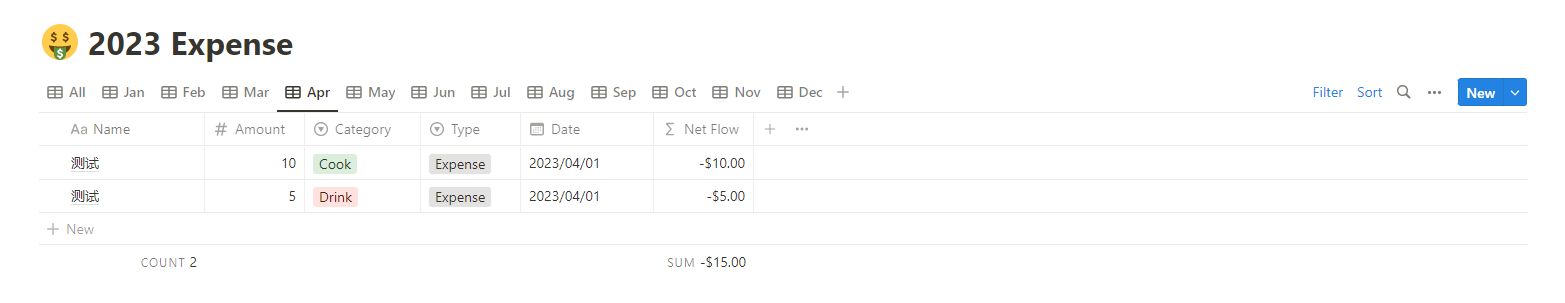 2023 Expense
All Jan Feb Mar Apr May Jun Jul Aug Sep Oct Nov Dec Filter Sort New
Aa Name # Amount Category Type Date Σ Net Flow
测试 10 Cook Expense 2023/04/01 -$10.00
测试 5 Drink Expense 2023/04/01 -$5.00
+ New
COUNT 2 SUM -$15.00